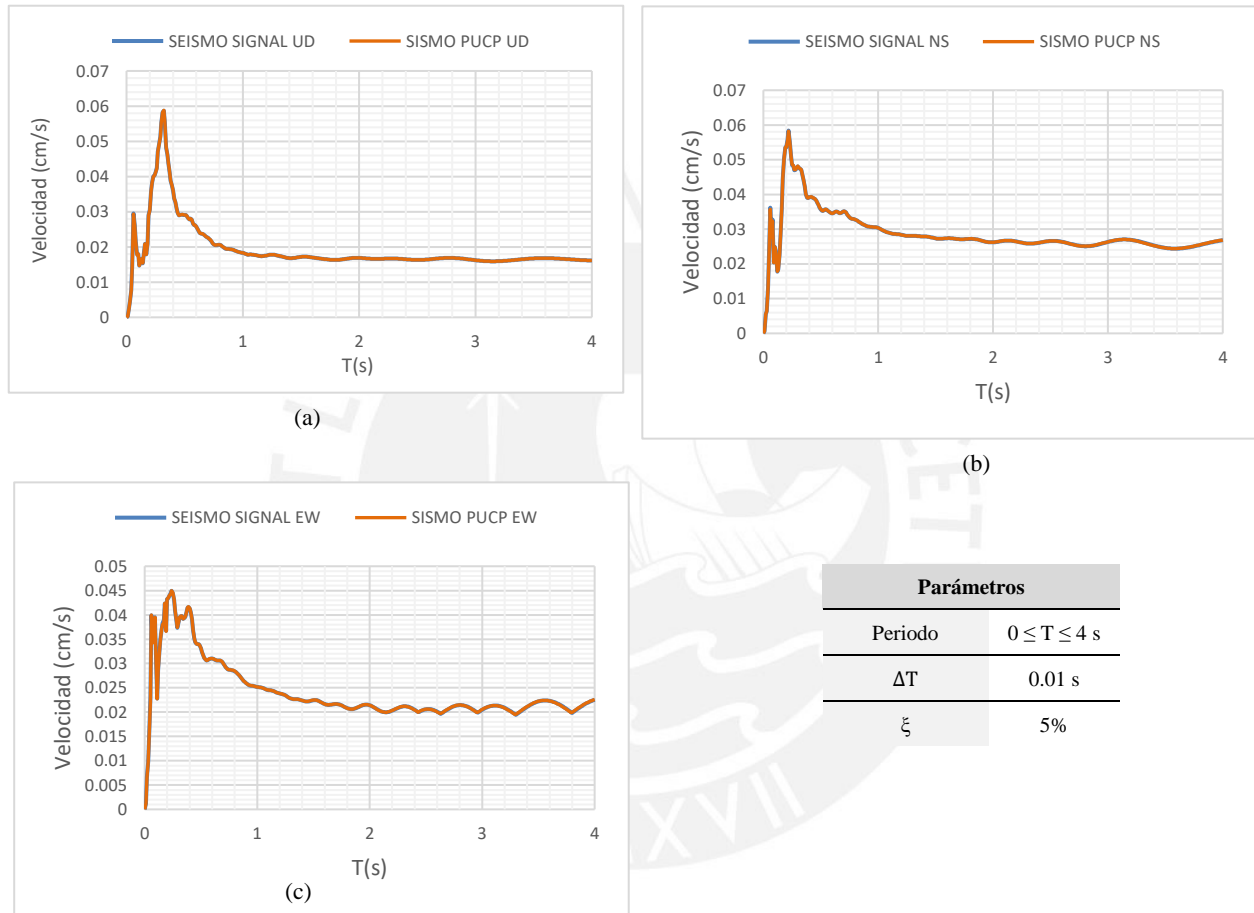 SEISMO SIGNAL UD SISMO PUCP UD
Velocidad (cm/s)
0.07
0.06
0.05
0.04
0.03
0.02
0.01
0
0 1 2 3 4
T(s)
(a)
SEISMO SIGNAL NS SISMO PUCP NS
Velocidad (cm/s)
0.07
0.06
0.05
0.04
0.03
0.02
0.01
0
0 1 2 3 4
T(s)
(b)
SEISMO SIGNAL EW SISMO PUCP EW
Velocidad (cm/s)
0.05
0.045
0.04
0.035
0.03
0.025
0.02
0.015
0.01
0.005
0
0 1 2 3 4
T(s)
(c)
Parámetros
Periodo 0 ≤ T ≤ 4 s
ΔT 0.01 s
ξ 5%